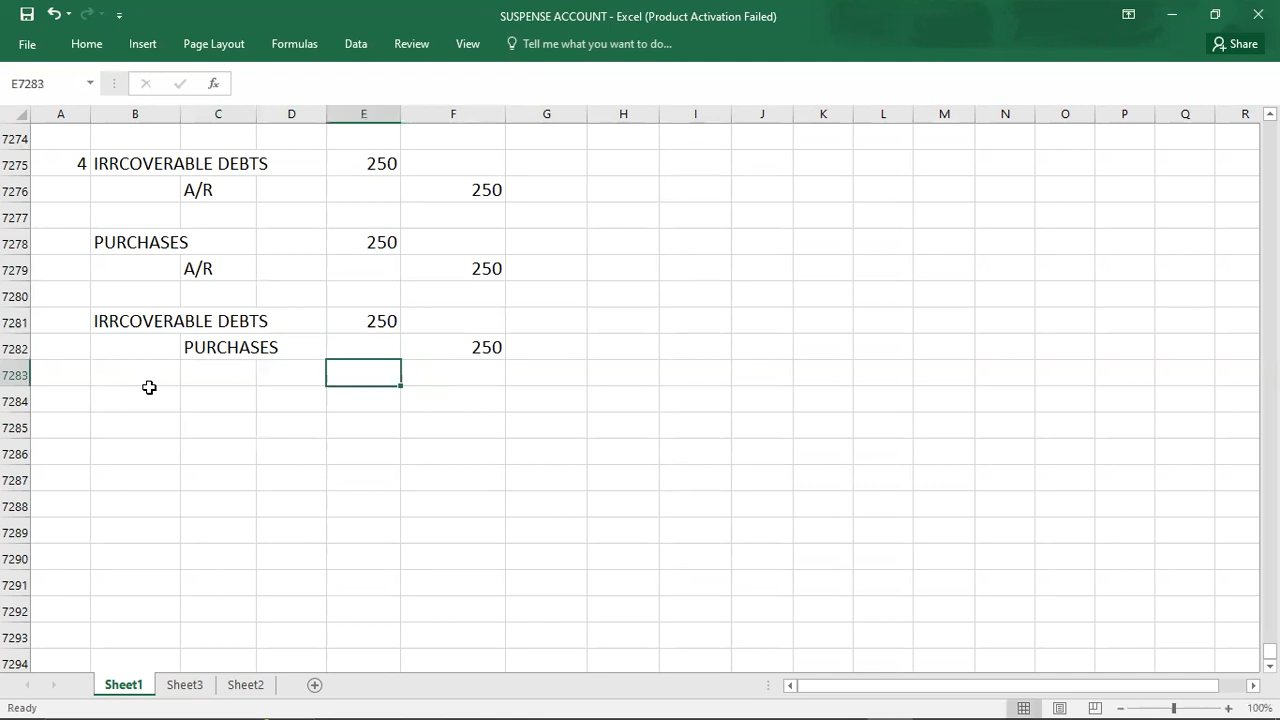 SUSPENSE ACCOUNT - Excel (Product Activation Failed)
File Home Insert Page Layout Formulas Data Review View Tell me what you want to do... Share
E7283 fx
A B C D E F G H I J K L M N O P Q R
7274
7275 4 IRRCOVERABLE DEBTS 250
7276 A/R 250
7277
7278 PURCHASES 250
7279 A/R 250
7280
7281 IRRCOVERABLE DEBTS 250
7282 PURCHASES 250
7283
7284
7285
7286
7287
7288
7289
7290
7291
7292
7293
7294
Sheet1 Sheet3 Sheet2
Ready 100%